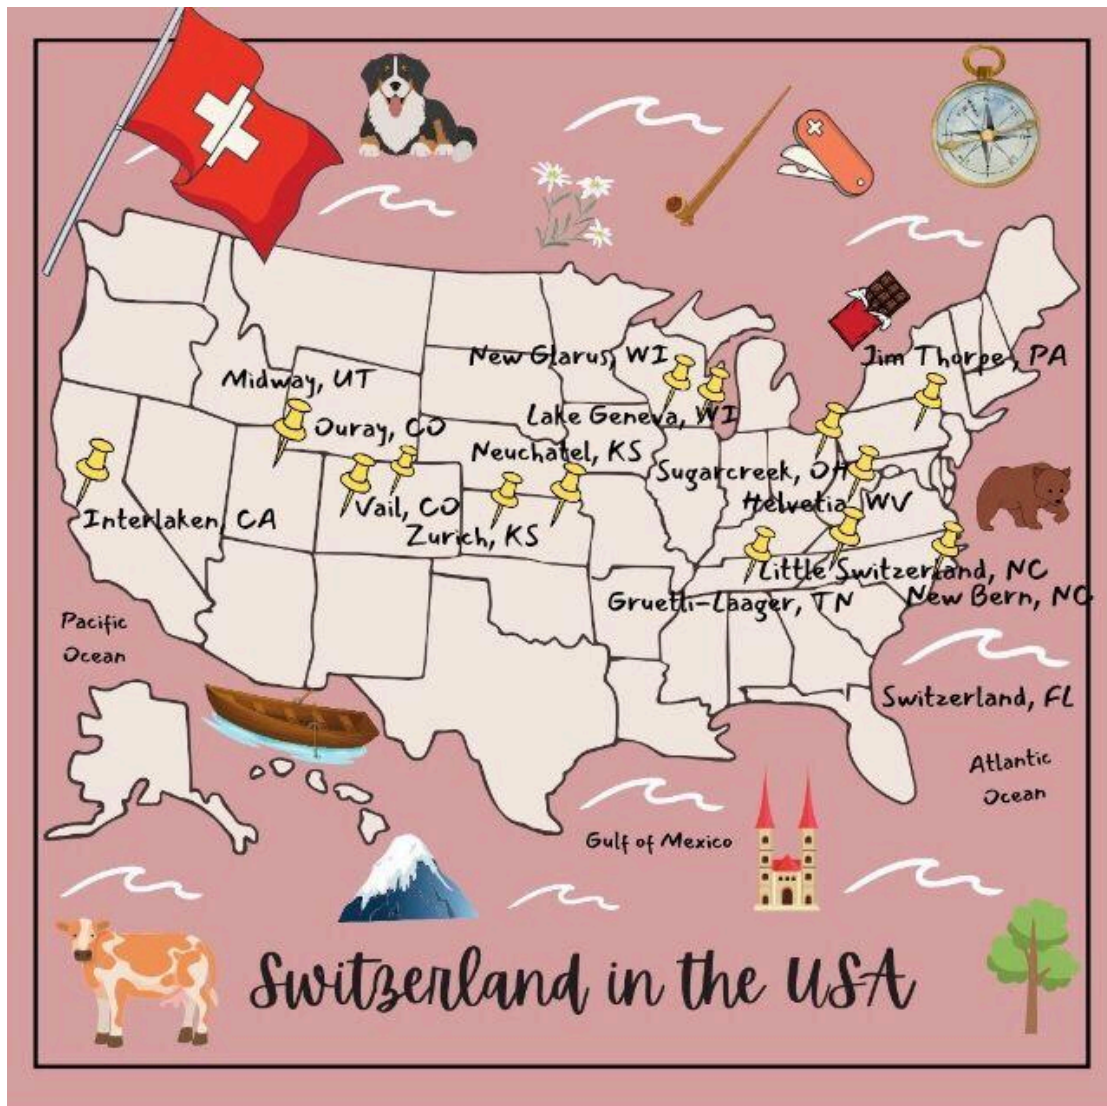 New Glarus, WI
Jim Thorpe, PA
Midway, UT
Lake Geneva, WI
Ouray, CO
Neuchatel, KS
Sugarcreek, OH
Vail, CO
Helvetia, WV
Interlaken, CA
Zurich, KS
Little Switzerland, NC
Gruetli-Laager, TN
New Bern, NC
Pacific
Ocean
Switzerland, FL
Atlantic
Ocean
Gulf of Mexico
Switzerland in the USA